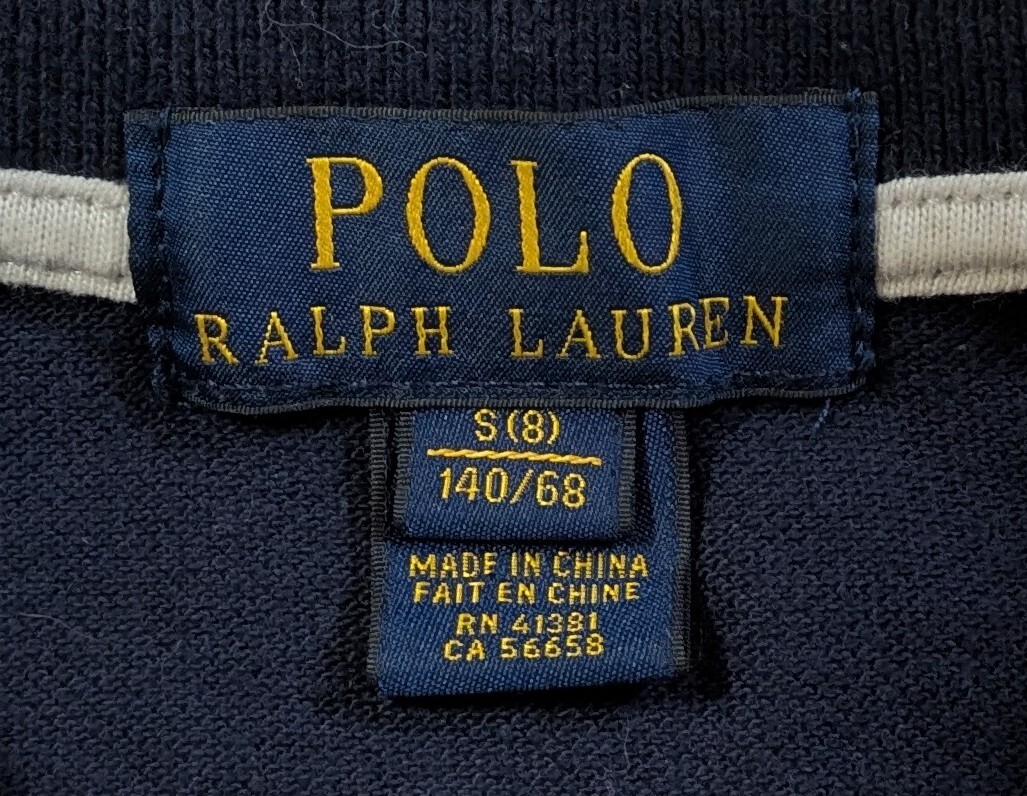 POLO
RALPH LAUREN
S (8)
140/68
MADE IN CHINA
FAIT EN CHINE
RN 41381
CA 56658